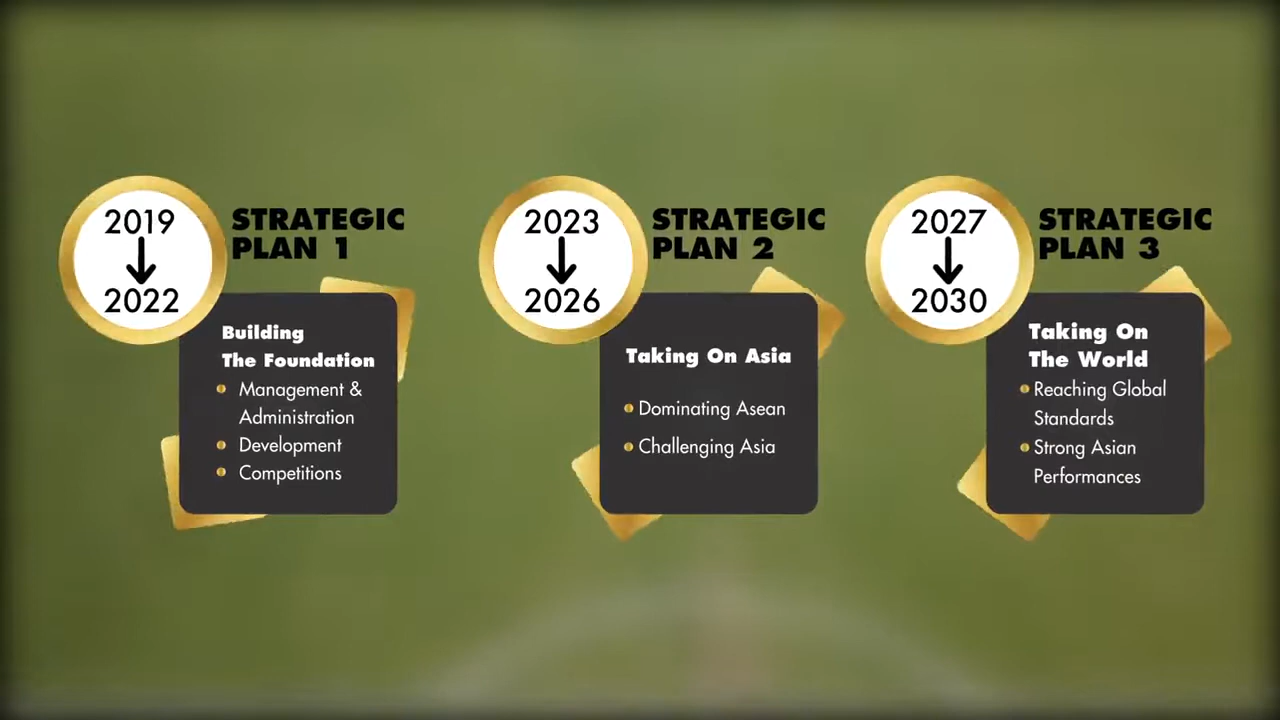 2019
2022
STRATEGIC
PLAN 1
Building
The Foundation
Management &
Administration
Development
Competitions
2023
2026
STRATEGIC
PLAN 2
Taking On Asia
Dominating Asean
Challenging Asia
2027
2030
STRATEGIC
PLAN 3
Taking On
The World
Reaching Global
Standards
Strong Asian
Performances